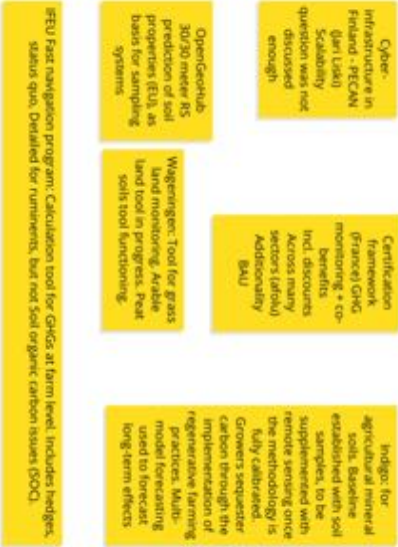 Cyber-
infrastructure in
Finland - PECAN
(Jari Liski)
Scalability
question was not
discussed
enough
Certification
framework
(France) GHG
monitoring + co-
benefits
Incl. discounts
Across many
sectors (afolu)
Additionality
BAU
Indigo: for
agricultural mineral
soils. Baseline
established with soil
samples, to be
supplemented with
remote sensing once
the methodology is
fully calibrated.
Growers sequester
carbon through the
implementation of
regenerative farming
practices. Multi-
model forecasting
used to forecast
long-term effects
OpenGeoHub
30/30 meter RS
prediction of soil
properties (EU), as
basis for sampling
systems
Wageningen: Tool for grass
land monitoring. Arable
land tool in progress. Peat
soils tool functioning.
IFEU Fast navigation program: Calculation tool for GHGs at farm level. Includes hedges,
status quo, Detailed for ruminents, but not Soil organic carbon issues (SOC).